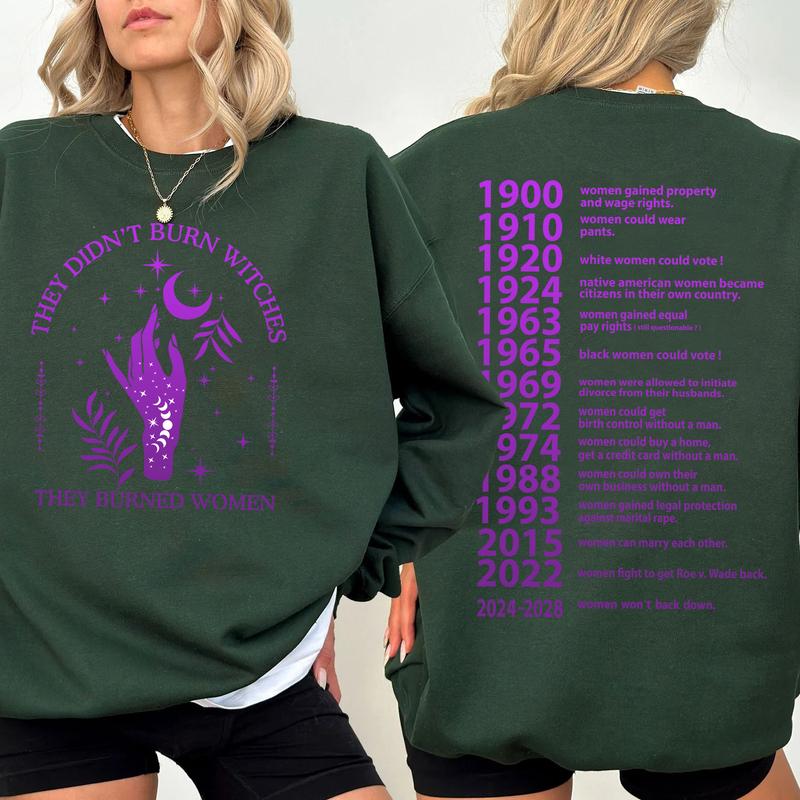 THEY DIDN'T BURN WITCHES
THEY BURNED WOMEN
1900 women gained property
and wage rights.
1910 women could wear
pants.
1920 white women could vote !
1924 native american women became
citizens in their own country.
1963 women gained equal
pay rights ( still questionable ? )
1965 black women could vote !
1969 women were allowed to initiate
divorce from their husbands.
1972 women could get
birth control without a man.
1974 women could buy a home,
get a credit card without a man.
1988 women could own their
own business without a man.
1993 women gained legal protection
against marital rape.
2015 women can marry each other.
2022 women fight to get Roe v. Wade back.
2024-2028 women won't back down.